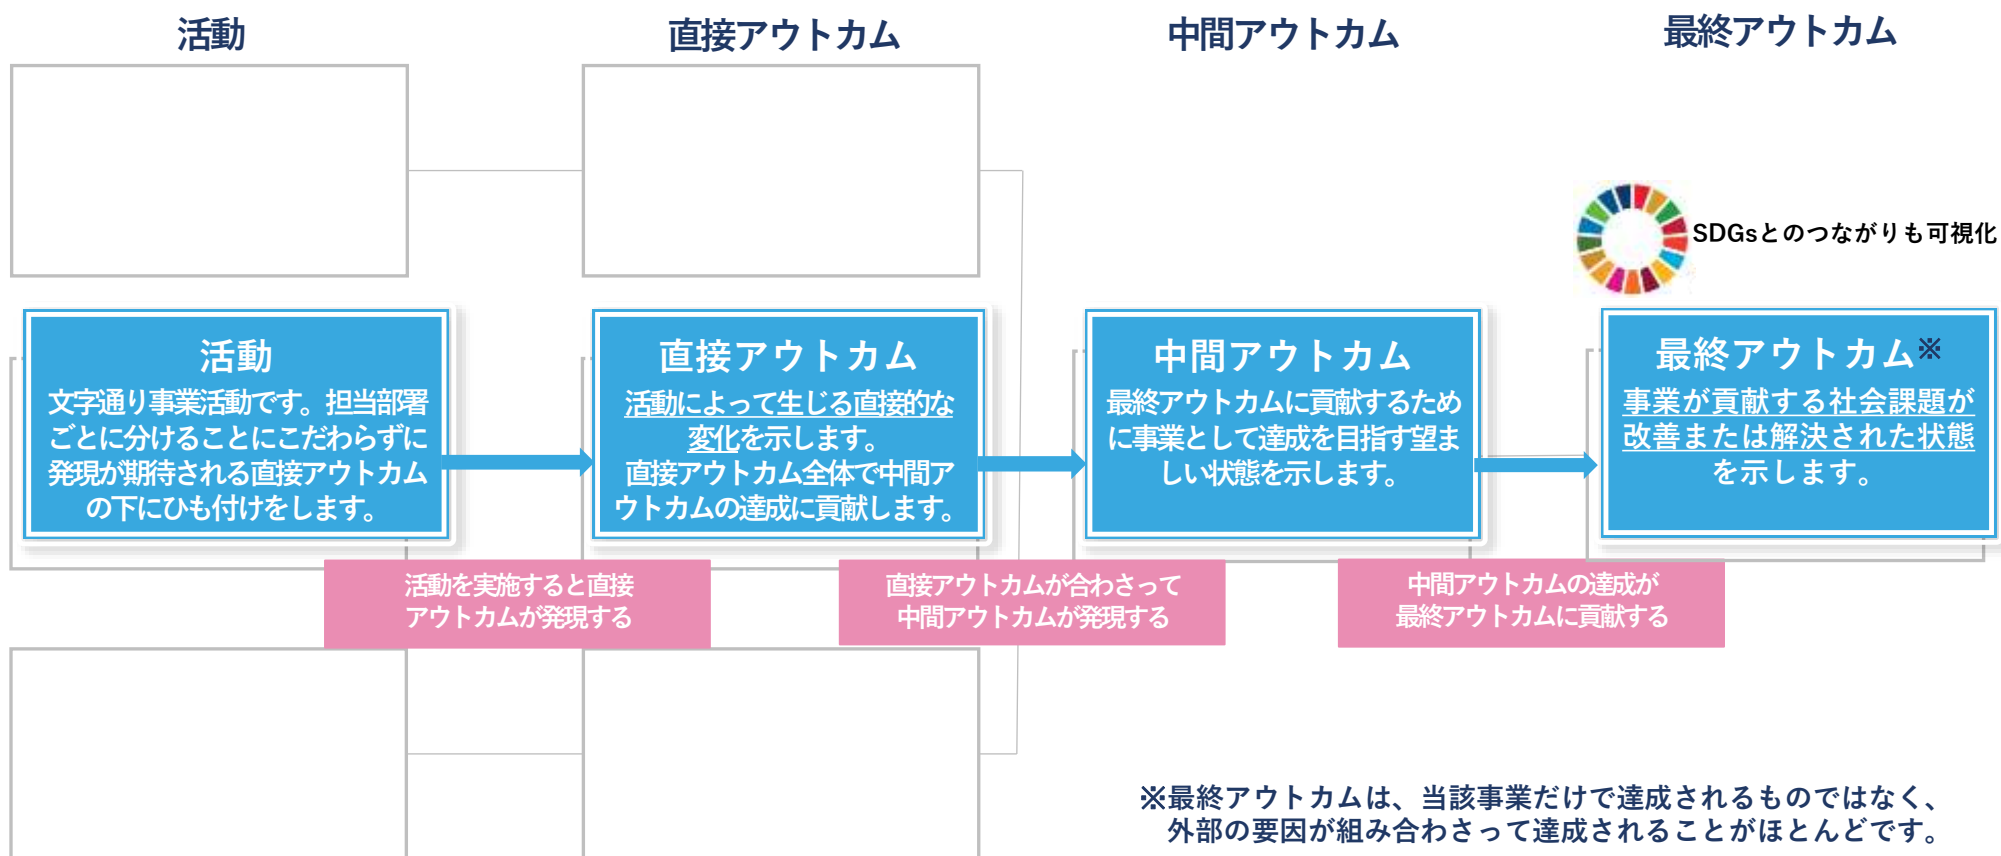 活動
直接アウトカム
中間アウトカム
最終アウトカム
SDGsとのつながりも可視化
活動
文字通り事業活動です。担当部署
ごとに分けることにこだわらずに
発現が期待される直接アウトカム
の下にひも付けをします。
直接アウトカム
活動によって生じる直接的な
変化を示します。
直接アウトカム全体で中間ア
ウトカムの達成に貢献します。
中間アウトカム
最終アウトカムに貢献するため
に事業として達成を目指す望ま
しい状態を示します。
最終アウトカム※
事業が貢献する社会課題が
改善または解決された状態
を示します。
活動を実施すると直接
アウトカムが発現する
直接アウトカムが合わさって
中間アウトカムが発現する
中間アウトカムの達成が
最終アウトカムに貢献する
※最終アウトカムは、当該事業だけで達成されるものではなく、
外部の要因が組み合わさって達成されることがほとんどです。